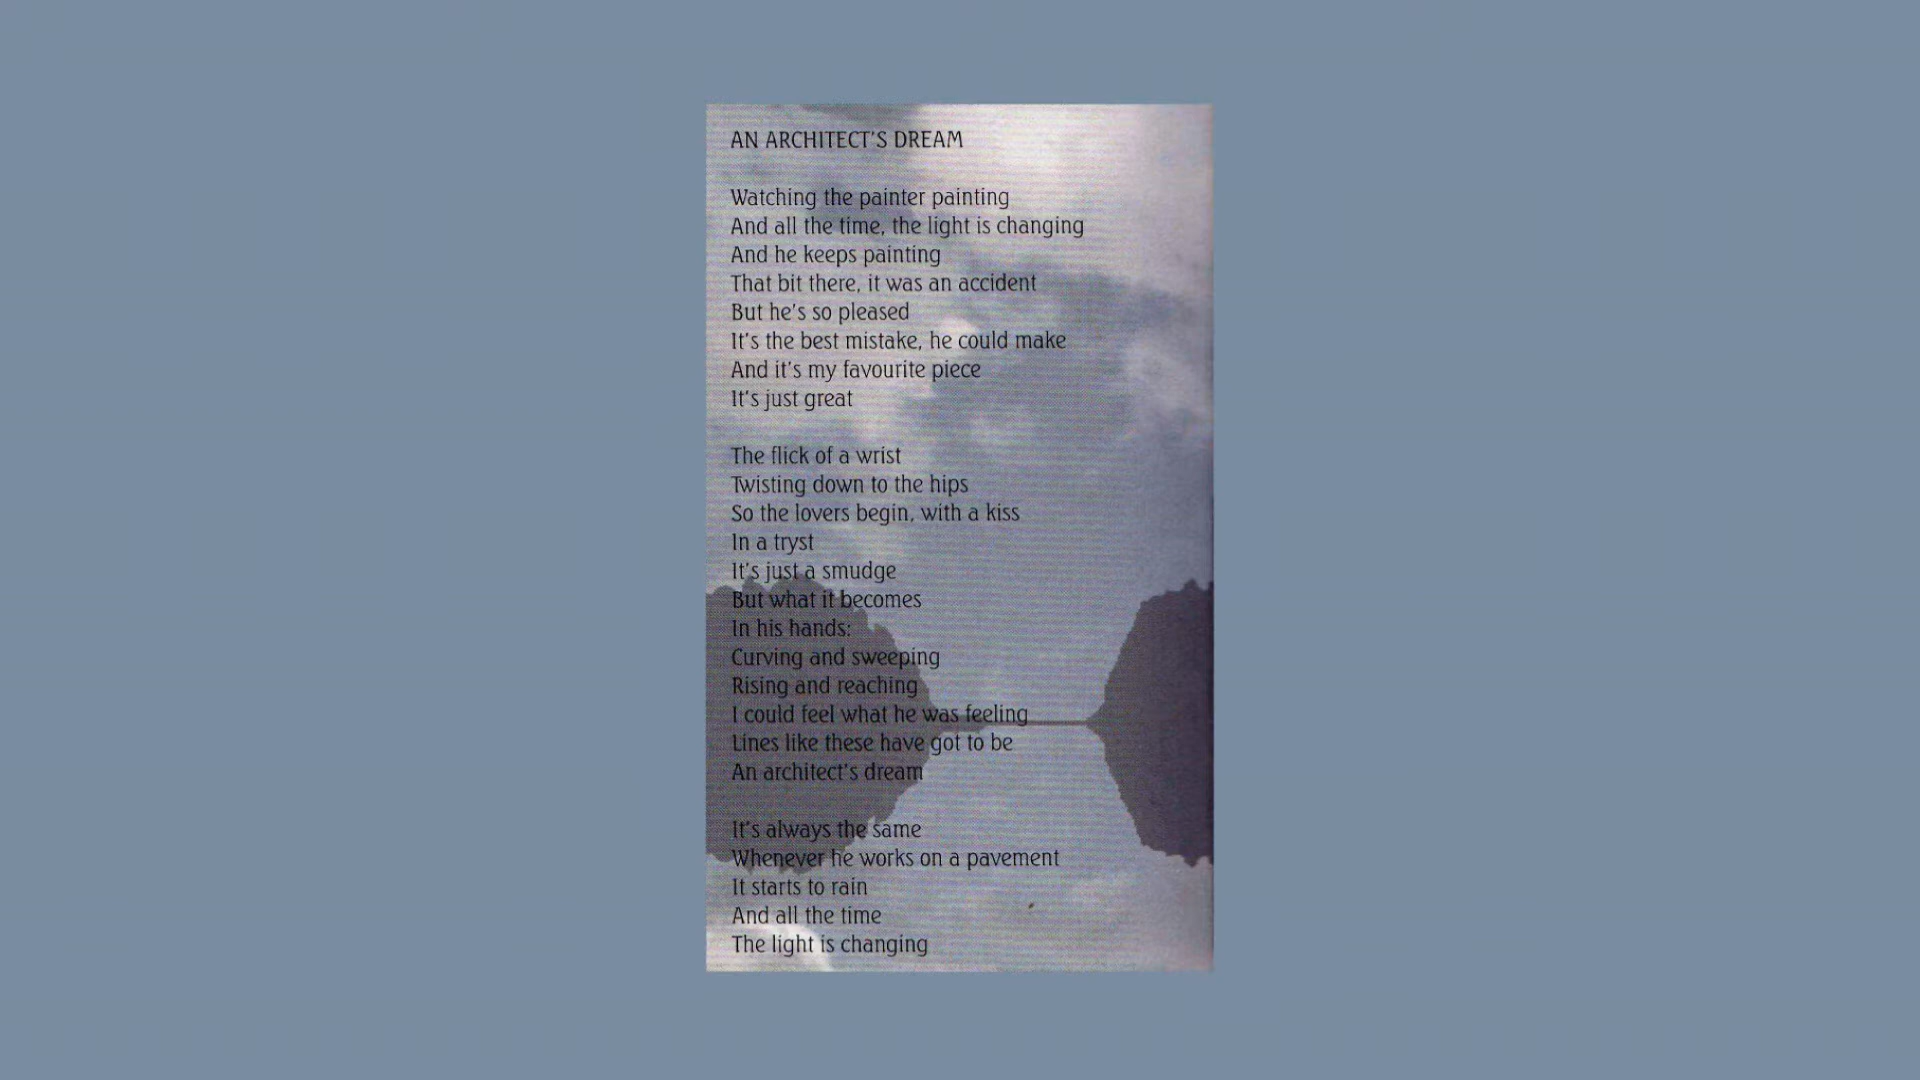 AN ARCHITECT'S DREAM
Watching the painter painting
And all the time, the light is changing
And he keeps painting
That bit there, it was an accident
But he's so pleased
It's the best mistake, he could make
And it's my favourite piece
It's just great
The flick of a wrist
Twisting down to the hips
So the lovers begin, with a kiss
In a tryst
It's just a smudge
But what it becomes
In his hands:
Curving and sweeping
Rising and reaching
I could feel what he was feeling
Lines like these have got to be
An architect's dream
It's always the same
Whenever he works on a pavement
It starts to rain
And all the time
The light is changing